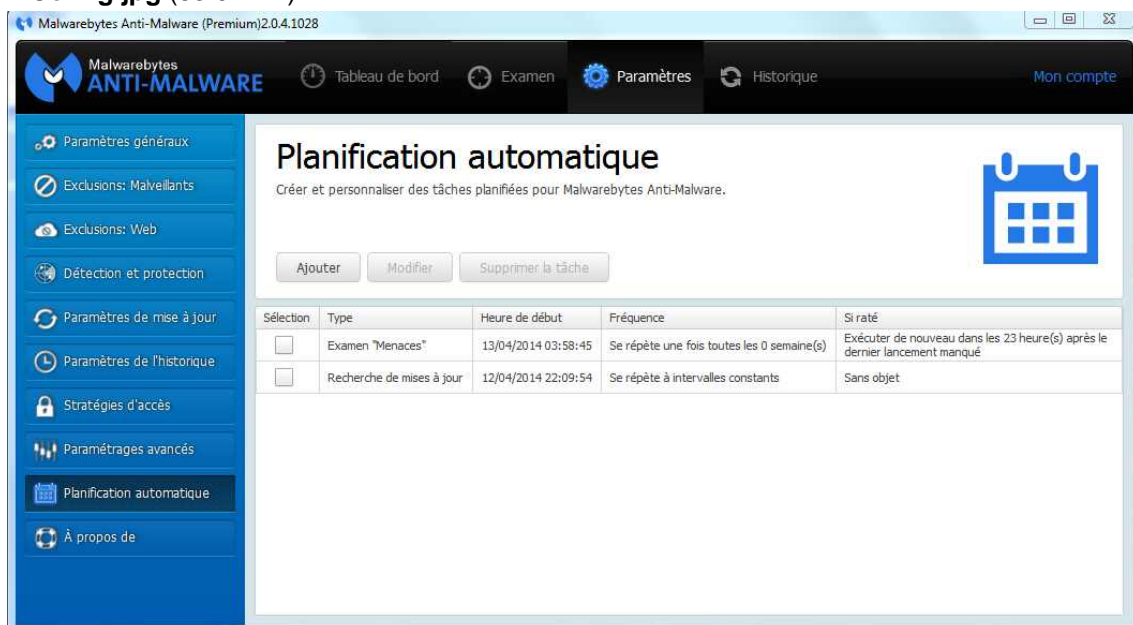 Malwarebytes Anti-Malware (Premium)2.0.4.1028
Malwarebytes
ANTI-MALWARE
Tableau de bord
Examen
Paramètres
Historique
Mon compte
Paramètres généraux
Exclusions: Malveillants
Exclusions: Web
Détection et protection
Paramètres de mise à jour
Paramètres de l'historique
Stratégies d'accès
Paramétrages avancés
Planification automatique
À propos de
Planification automatique
Créer et personnaliser des tâches planifiées pour Malwarebytes Anti-Malware.
Ajouter
Modifier
Supprimer la tâche
Sélection Type Heure de début Fréquence Si raté
Examen "Menaces" 13/04/2014 03:58:45 Se répète une fois toutes les 0 semaine(s) Exécuter de nouveau dans les 23 heure(s) après le
dernier lancement manqué
Recherche de mises à jour 12/04/2014 22:09:54 Se répète à intervalles constants Sans objet